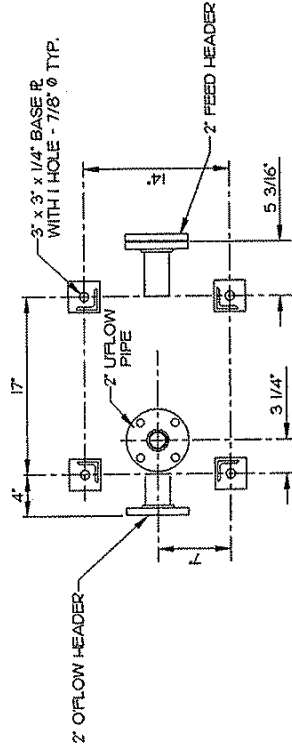 3" x 3" x 1/4" BASE PL
WITH 1 HOLE - 7/8" Ø TYP.
2" FEED HEADER
14"
5 3/16"
17"
2" U'FLOW
PIPE
3 1/4"
4"
7"
2" O'FLOW HEADER